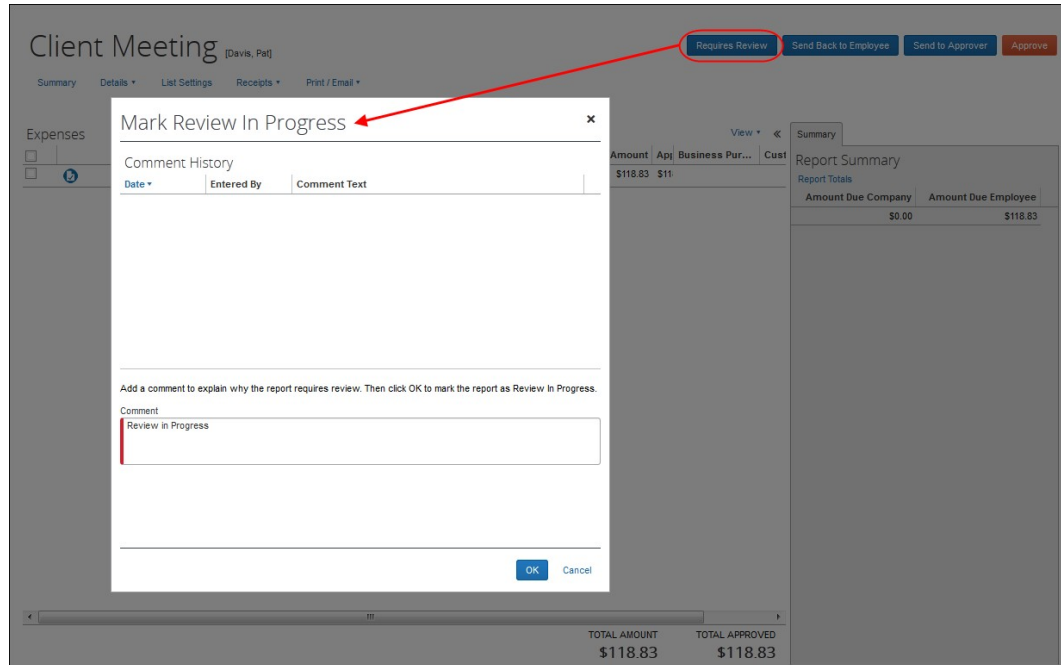 Client Meeting [Davis, Pat]
Requires Review Send Back to Employee Send to Approver Approve
Summary Details List Settings Receipts Print / Email
Mark Review In Progress ×
Expenses
View
Summary
Comment History
Date Entered By Comment Text
Amount Business Pur... Cust
$118.83 $11
Report Summary
Report Totals
Amount Due Company Amount Due Employee
$0.00 $118.83
Add a comment to explain why the report requires review. Then click OK to mark the report as Review In Progress.
Comment
Review in Progress
OK Cancel
TOTAL AMOUNT TOTAL APPROVED
$118.83 $118.83